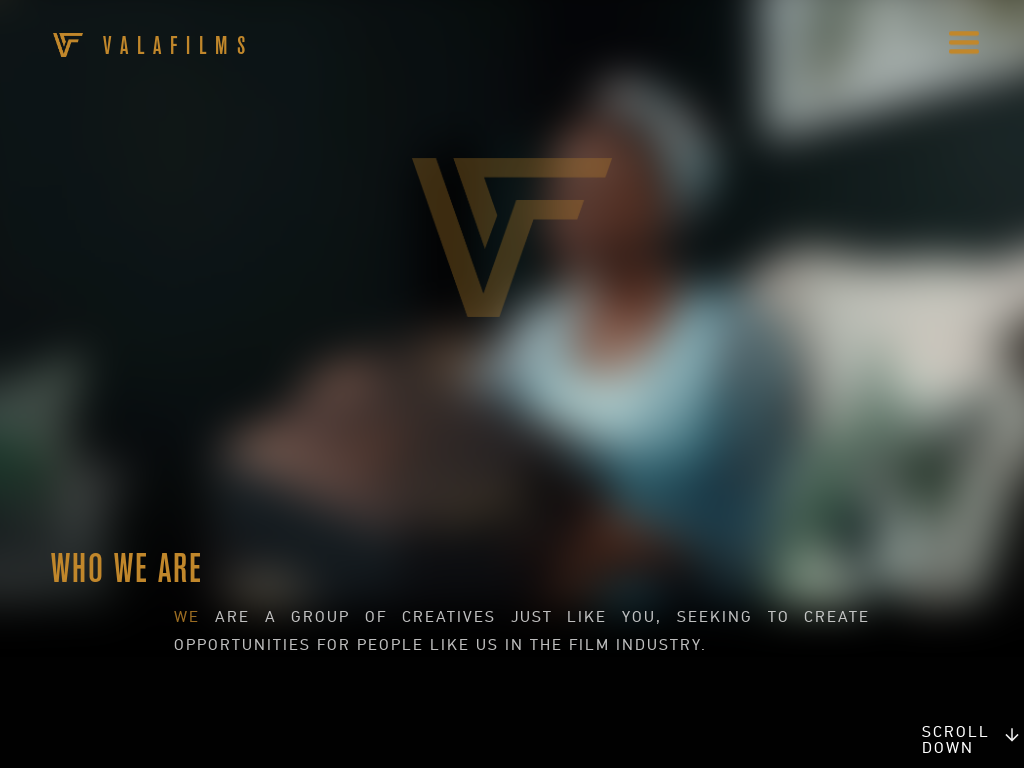 VALAFILMS
WHO WE ARE
WE ARE A GROUP OF CREATIVES JUST LIKE YOU, SEEKING TO CREATE
OPPORTUNITIES FOR PEOPLE LIKE US IN THE FILM INDUSTRY.
SCROLL
DOWN